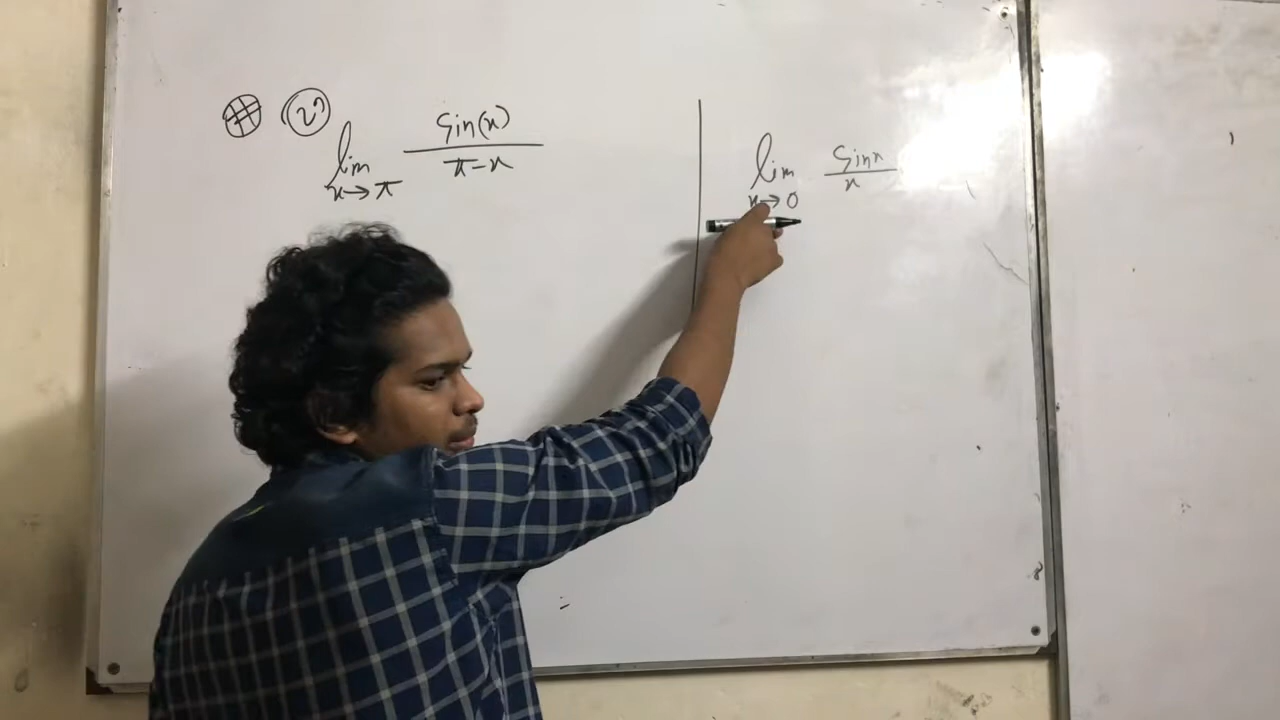 (2)
lim x→π sin(x)/π-x
lim x→0 sinx/x